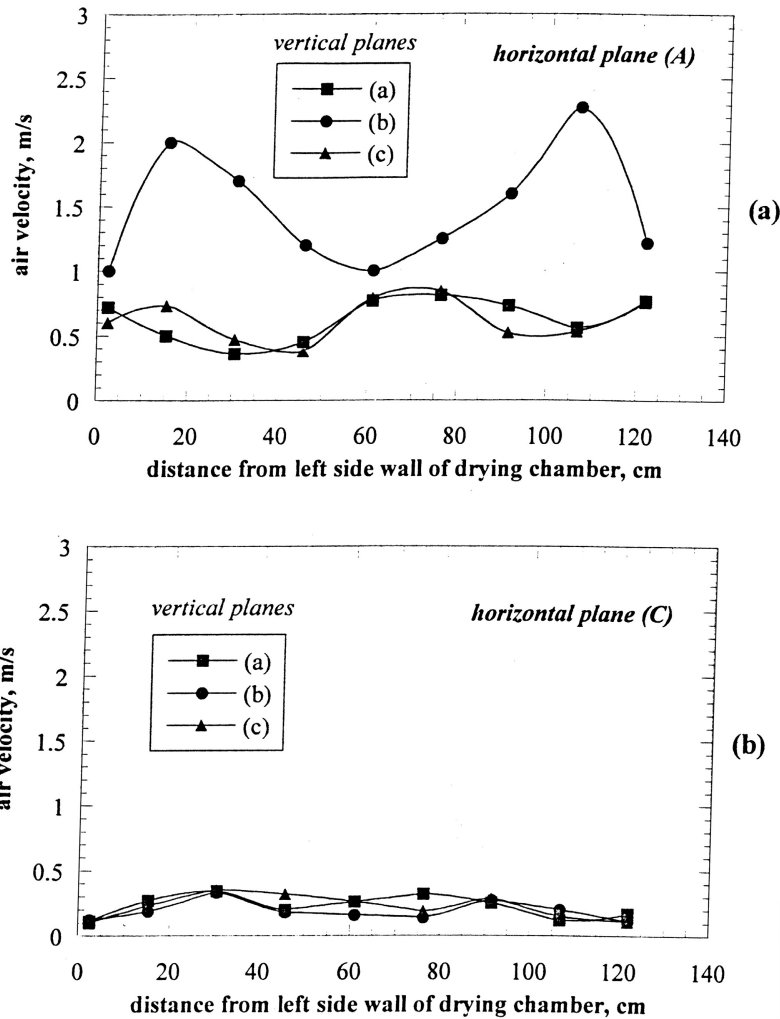 3
vertical planes
horizontal plane (A)
2.5
(a)
(b)
2
(c)
1.5
(a)
1
0.5
0
0 20 40 60 80 100 120 140
air velocity, m/s
distance from left side wall of drying chamber, cm
3
vertical planes
horizontal plane (C)
2.5
(a)
(b)
2
(c)
1.5
(b)
1
0.5
0
0 20 40 60 80 100 120 140
air velocity, m/s
distance from left side wall of drying chamber, cm